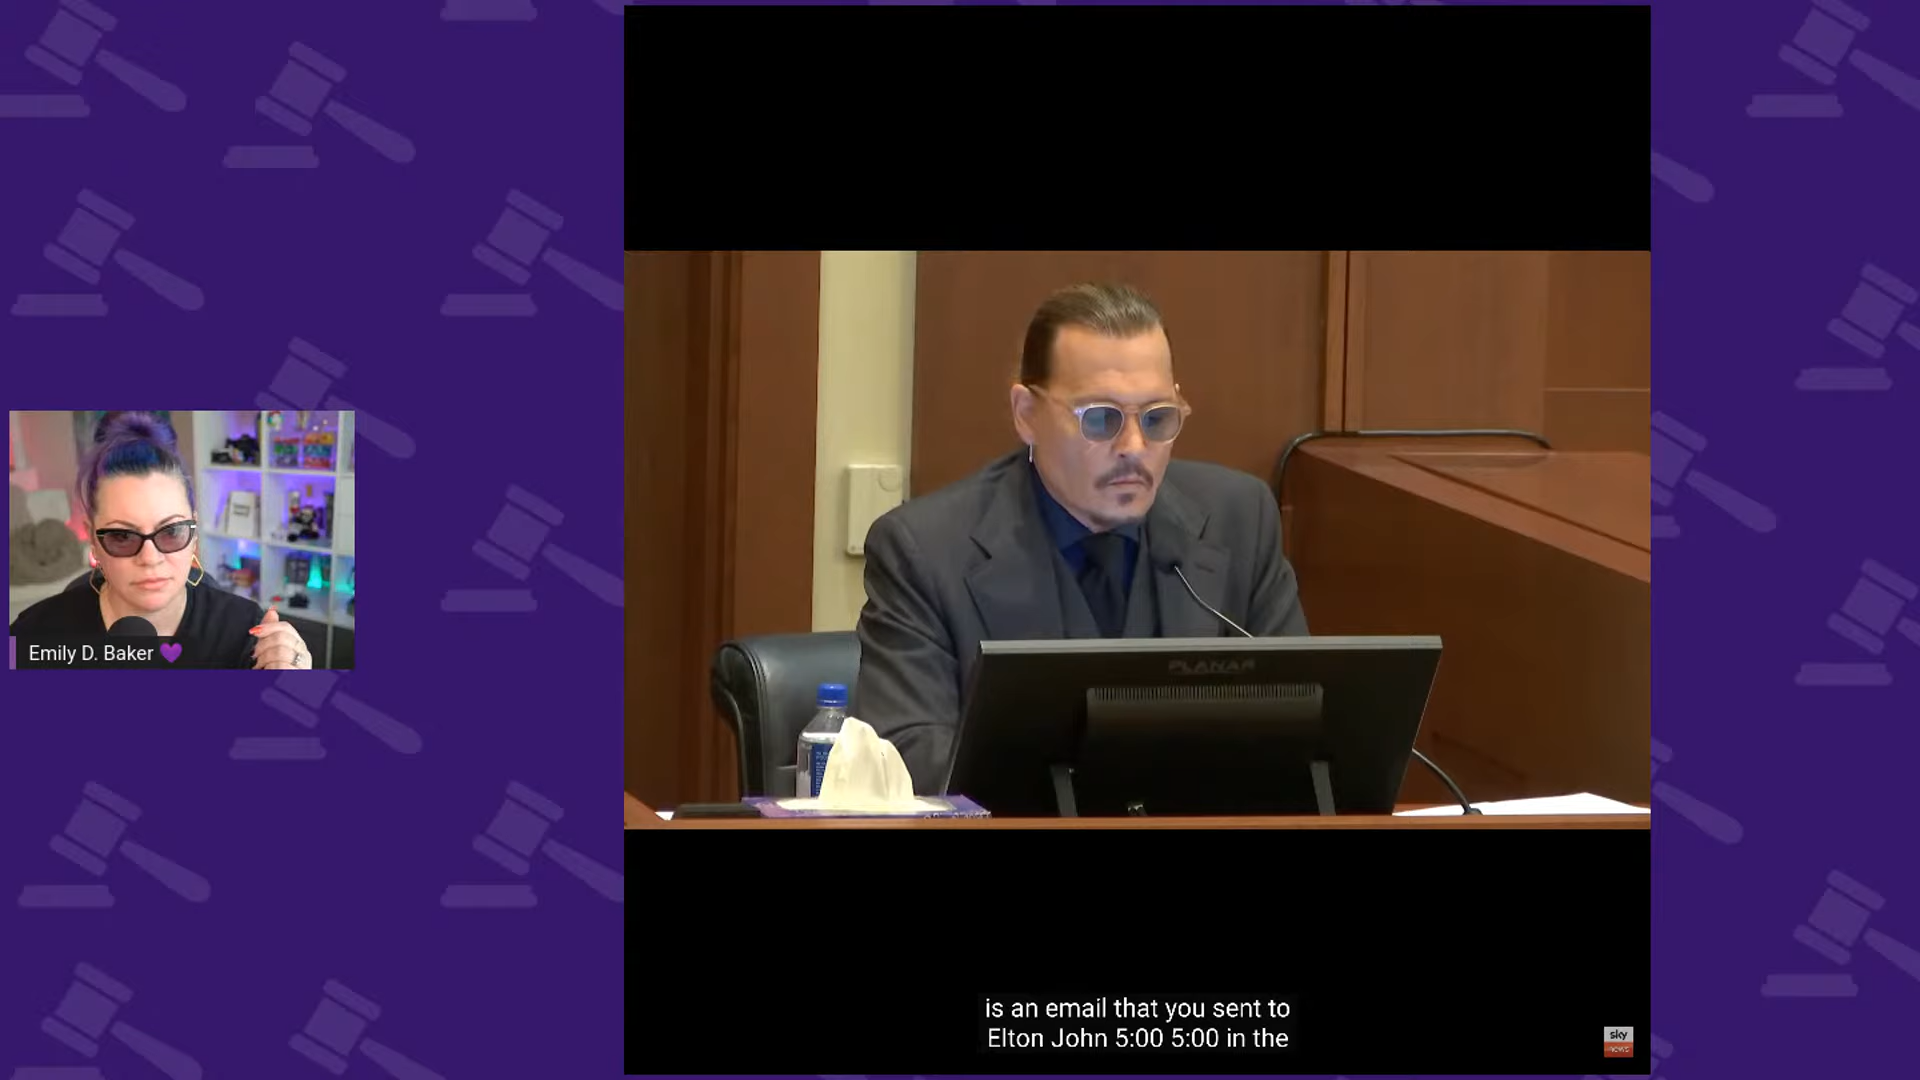 PLANAR
Emily D. Baker 💜
is an email that you sent to
Elton John 5:00 5:00 in the
sky
news